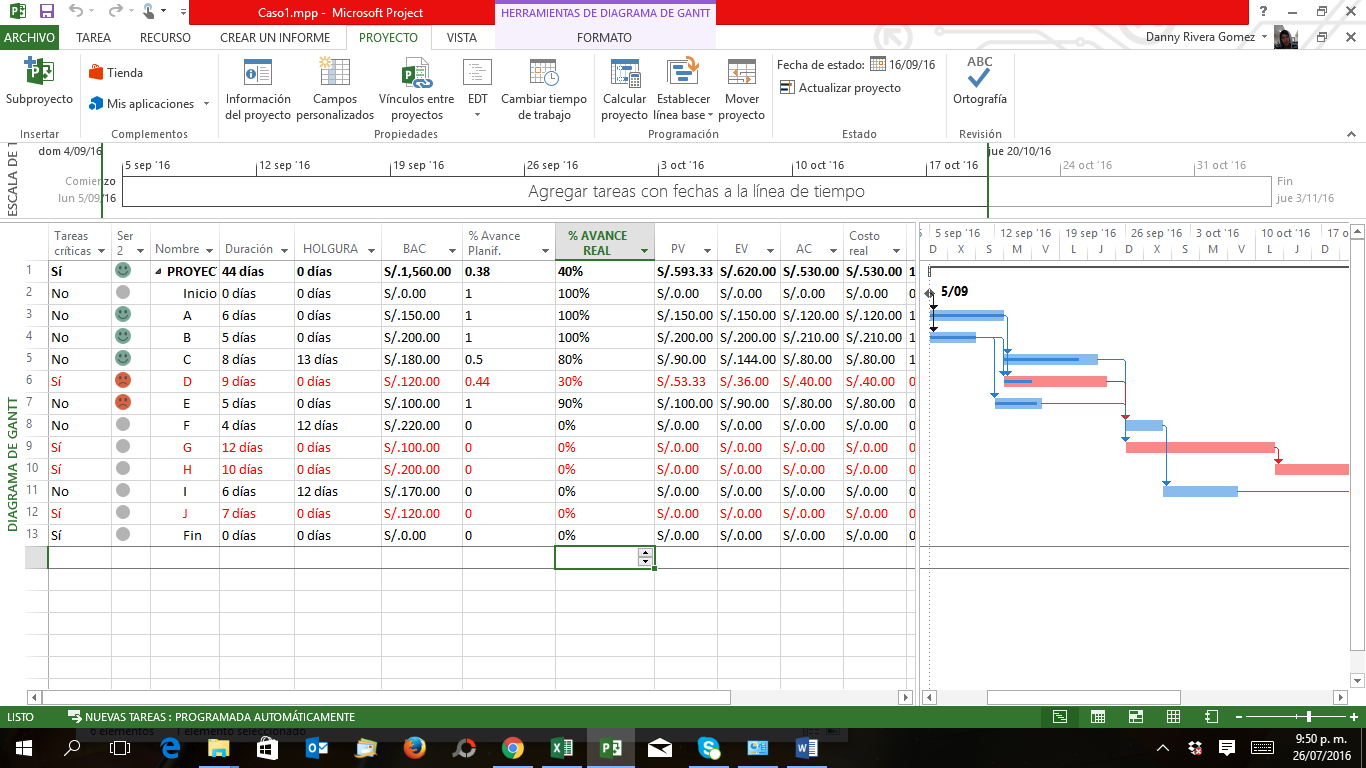 Caso1.mpp - Microsoft Project
HERRAMIENTAS DE DIAGRAMA DE GANTT
?
ARCHIVO TAREA RECURSO CREAR UN INFORME PROYECTO VISTA FORMATO
Danny Rivera Gomez
Subproyecto
Insertar
Tienda
Mis aplicaciones
Complementos
Información del proyecto
Campos personalizados
Vínculos entre proyectos
EDT
Cambiar tiempo de trabajo
Propiedades
Calcular proyecto
Establecer línea base
Mover proyecto
Programación
Fecha de estado: 16/09/16
Actualizar proyecto
Estado
ABC
Ortografía
Revisión
ESCALA DE T
dom 4/09/16 jue 20/10/16
5 sep '16 12 sep '16 19 sep '16 26 sep '16 3 oct '16 10 oct '16 17 oct '16 24 oct '16 31 oct '16
Comienzo
lun 5/09/16
Agregar tareas con fechas a la línea de tiempo
Fin
jue 3/11/16
DIAGRAMA DE GANTT
Tareas críticas Ser 2 Nombre Duración HOLGURA BAC % Avance Planif. % AVANCE REAL PV EV AC Costo real
5 5 sep '16 12 sep '16 19 sep '16 26 sep '16 3 oct '16 10 oct '16 17 o
D X S M V L J S D X V L J S M V L J D
1 Sí PROYEC 44 días 0 días S/.1,560.00 0.38 40% S/.593.33 S/.620.00 S/.530.00 S/.530.00 1
2 No Inicio 0 días 0 días S/.0.00 1 100% S/.0.00 S/.0.00 S/.0.00 S/.0.00 0
5/09
3 No A 6 días 0 días S/.150.00 1 100% S/.150.00 S/.150.00 S/.120.00 S/.120.00 1
4 No B 5 días 0 días S/.200.00 1 100% S/.200.00 S/.200.00 S/.210.00 S/.210.00
5 No C 8 días 13 días S/.180.00 0.5 80% S/.90.00 S/.144.00 S/.80.00 S/.80.00 1
6 Sí D 9 días 0 días S/.120.00 0.44 30% S/.53.33 S/.36.00 S/.40.00 S/.40.00 0
7 No E 5 días 0 días S/.100.00 1 90% S/.100.00 S/.90.00 S/.80.00 S/.80.00 0
8 No F 4 días 12 días S/.220.00 0 0% S/.0.00 S/.0.00 S/.0.00 S/.0.00 0
9 Sí G 12 días 0 días S/.100.00 0 0% S/.0.00 S/.0.00 S/.0.00 S/.0.00 0
10 Sí H 10 días 0 días S/.200.00 0 0% S/.0.00 S/.0.00 S/.0.00 S/.0.00 0
11 No I 6 días 12 días S/.170.00 0 0% S/.0.00 S/.0.00 S/.0.00 S/.0.00 0
12 Sí J 7 días 0 días S/.120.00 0 0% S/.0.00 S/.0.00 S/.0.00 S/.0.00 0
13 Sí Fin 0 días 0 días S/.0.00 0 0% S/.0.00 S/.0.00 S/.0.00 S/.0.00 0
LISTO NUEVAS TAREAS : PROGRAMADA AUTOMÁTICAMENTE
6 elementos 1 elemento seleccionado
9:50 p. m.
26/07/2016